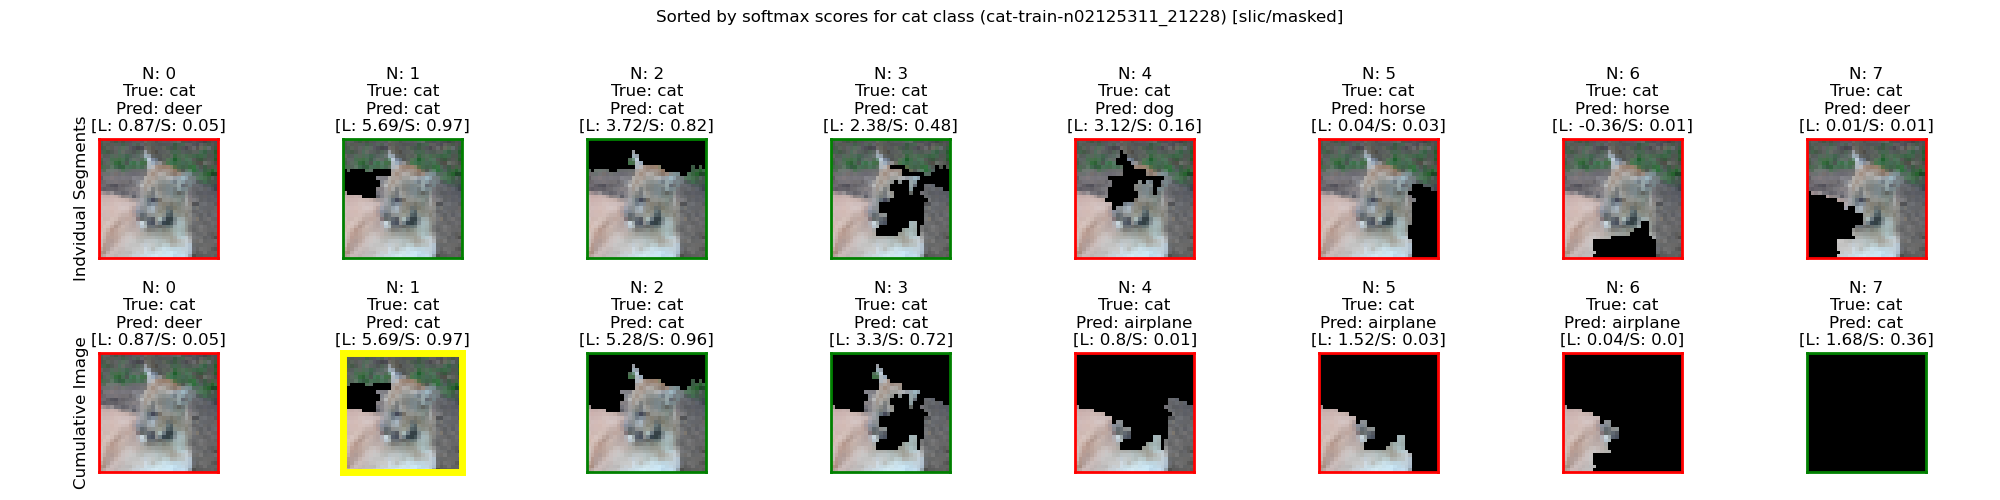 Sorted by softmax scores for cat class (cat-train-n02125311_21228) [slic/masked]
Indvidual Segments
N: 0
True: cat
Pred: deer
[L: 0.87/S: 0.05]
N: 1
True: cat
Pred: cat
[L: 5.69/S: 0.97]
N: 2
True: cat
Pred: cat
[L: 3.72/S: 0.82]
N: 3
True: cat
Pred: cat
[L: 2.38/S: 0.48]
N: 4
True: cat
Pred: dog
[L: 3.12/S: 0.16]
N: 5
True: cat
Pred: horse
[L: 0.04/S: 0.03]
N: 6
True: cat
Pred: horse
[L: -0.36/S: 0.01]
N: 7
True: cat
Pred: deer
[L: 0.01/S: 0.01]
Cumulative Image
N: 0
True: cat
Pred: deer
[L: 0.87/S: 0.05]
N: 1
True: cat
Pred: cat
[L: 5.69/S: 0.97]
N: 2
True: cat
Pred: cat
[L: 5.28/S: 0.96]
N: 3
True: cat
Pred: cat
[L: 3.3/S: 0.72]
N: 4
True: cat
Pred: airplane
[L: 0.8/S: 0.01]
N: 5
True: cat
Pred: airplane
[L: 1.52/S: 0.03]
N: 6
True: cat
Pred: airplane
[L: 0.04/S: 0.0]
N: 7
True: cat
Pred: cat
[L: 1.68/S: 0.36]